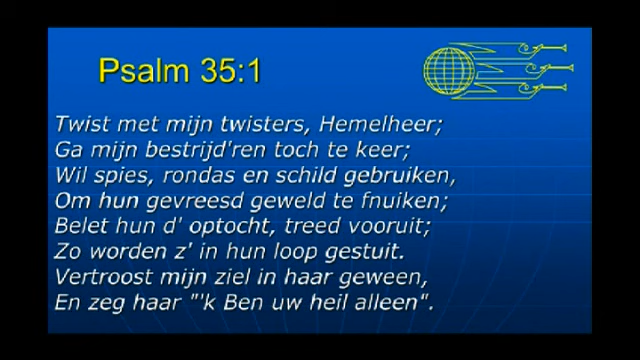 Psalm 35:1
Twist met mijn twisters, Hemelheer;
Ga mijn bestrijd'ren toch te keer;
Wil spies, rondas en schild gebruiken,
Om hun gevreesd geweld te fnuiken;
Belet hun d' optocht, treed vooruit;
Zo worden z' in hun loop gestuit.
Vertroost mijn ziel in haar geween,
En zeg haar "'k Ben uw heil alleen".